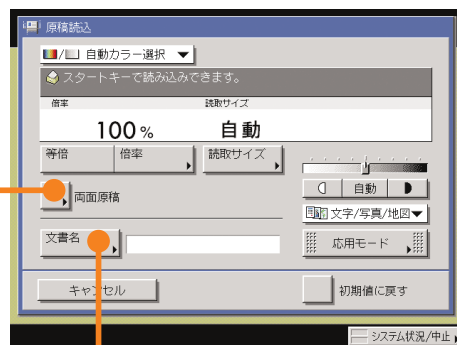 原稿読込
自動カラー選択 ▼
スタートキーで読み込みできます。
倍率 読取サイズ
100% 自動
等倍 倍率 読取サイズ
両面原稿
自動
文字/写真/地図▼
文書名
応用モード
キャンセル
初期値に戻す
システム状況/中止